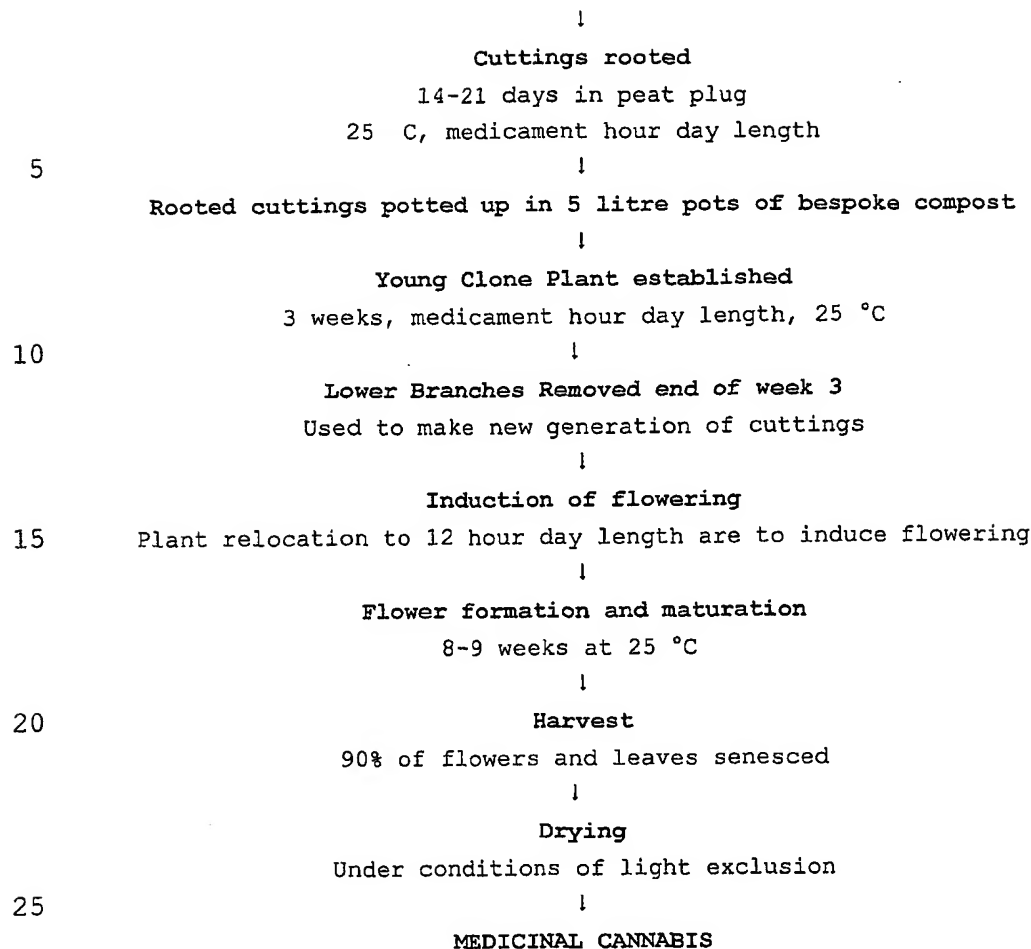 ↓
Cuttings rooted
14-21 days in peat plug
25 C, medicament hour day length
5 ↓
Rooted cuttings potted up in 5 litre pots of bespoke compost
↓
Young Clone Plant established
3 weeks, medicament hour day length, 25 °C
10 ↓
Lower Branches Removed end of week 3
Used to make new generation of cuttings
↓
Induction of flowering
15 Plant relocation to 12 hour day length are to induce flowering
↓
Flower formation and maturation
8-9 weeks at 25 °C
↓
20 Harvest
90% of flowers and leaves senesced
↓
Drying
Under conditions of light exclusion
25 ↓
MEDICINAL CANNABIS